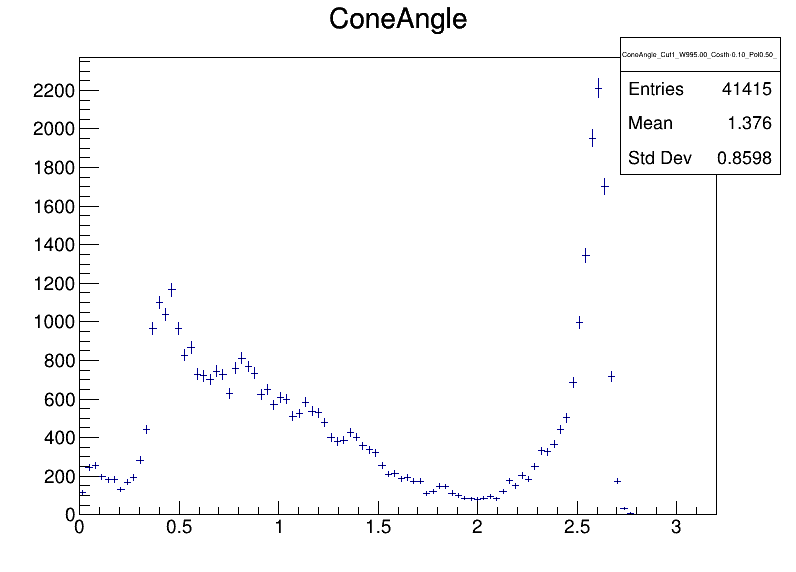 ConeAngle
ConeAngle_Cut1_W995.00_Costh-0.10_Pol0.50_
Entries 41415
Mean 1.376
Std Dev 0.8598
2200
2000
1800
1600
1400
1200
1000
800
600
400
200
0
0 0.5 1 1.5 2 2.5 3